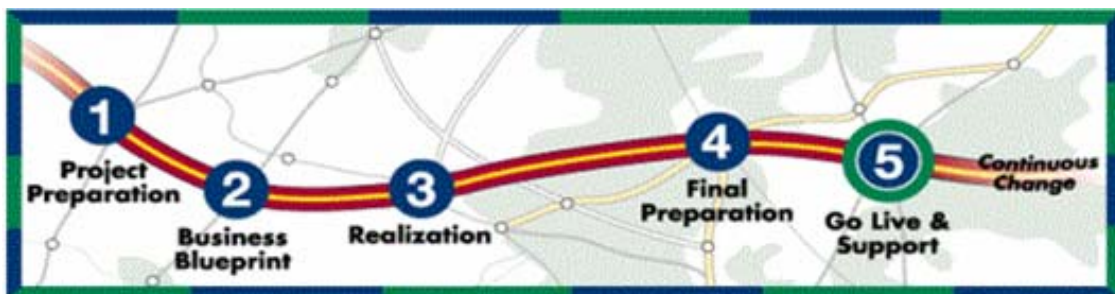 1
Project
Preparation
2
Business
Blueprint
3
Realization
4
Final
Preparation
5
Go Live &
Support
Continuous
Change